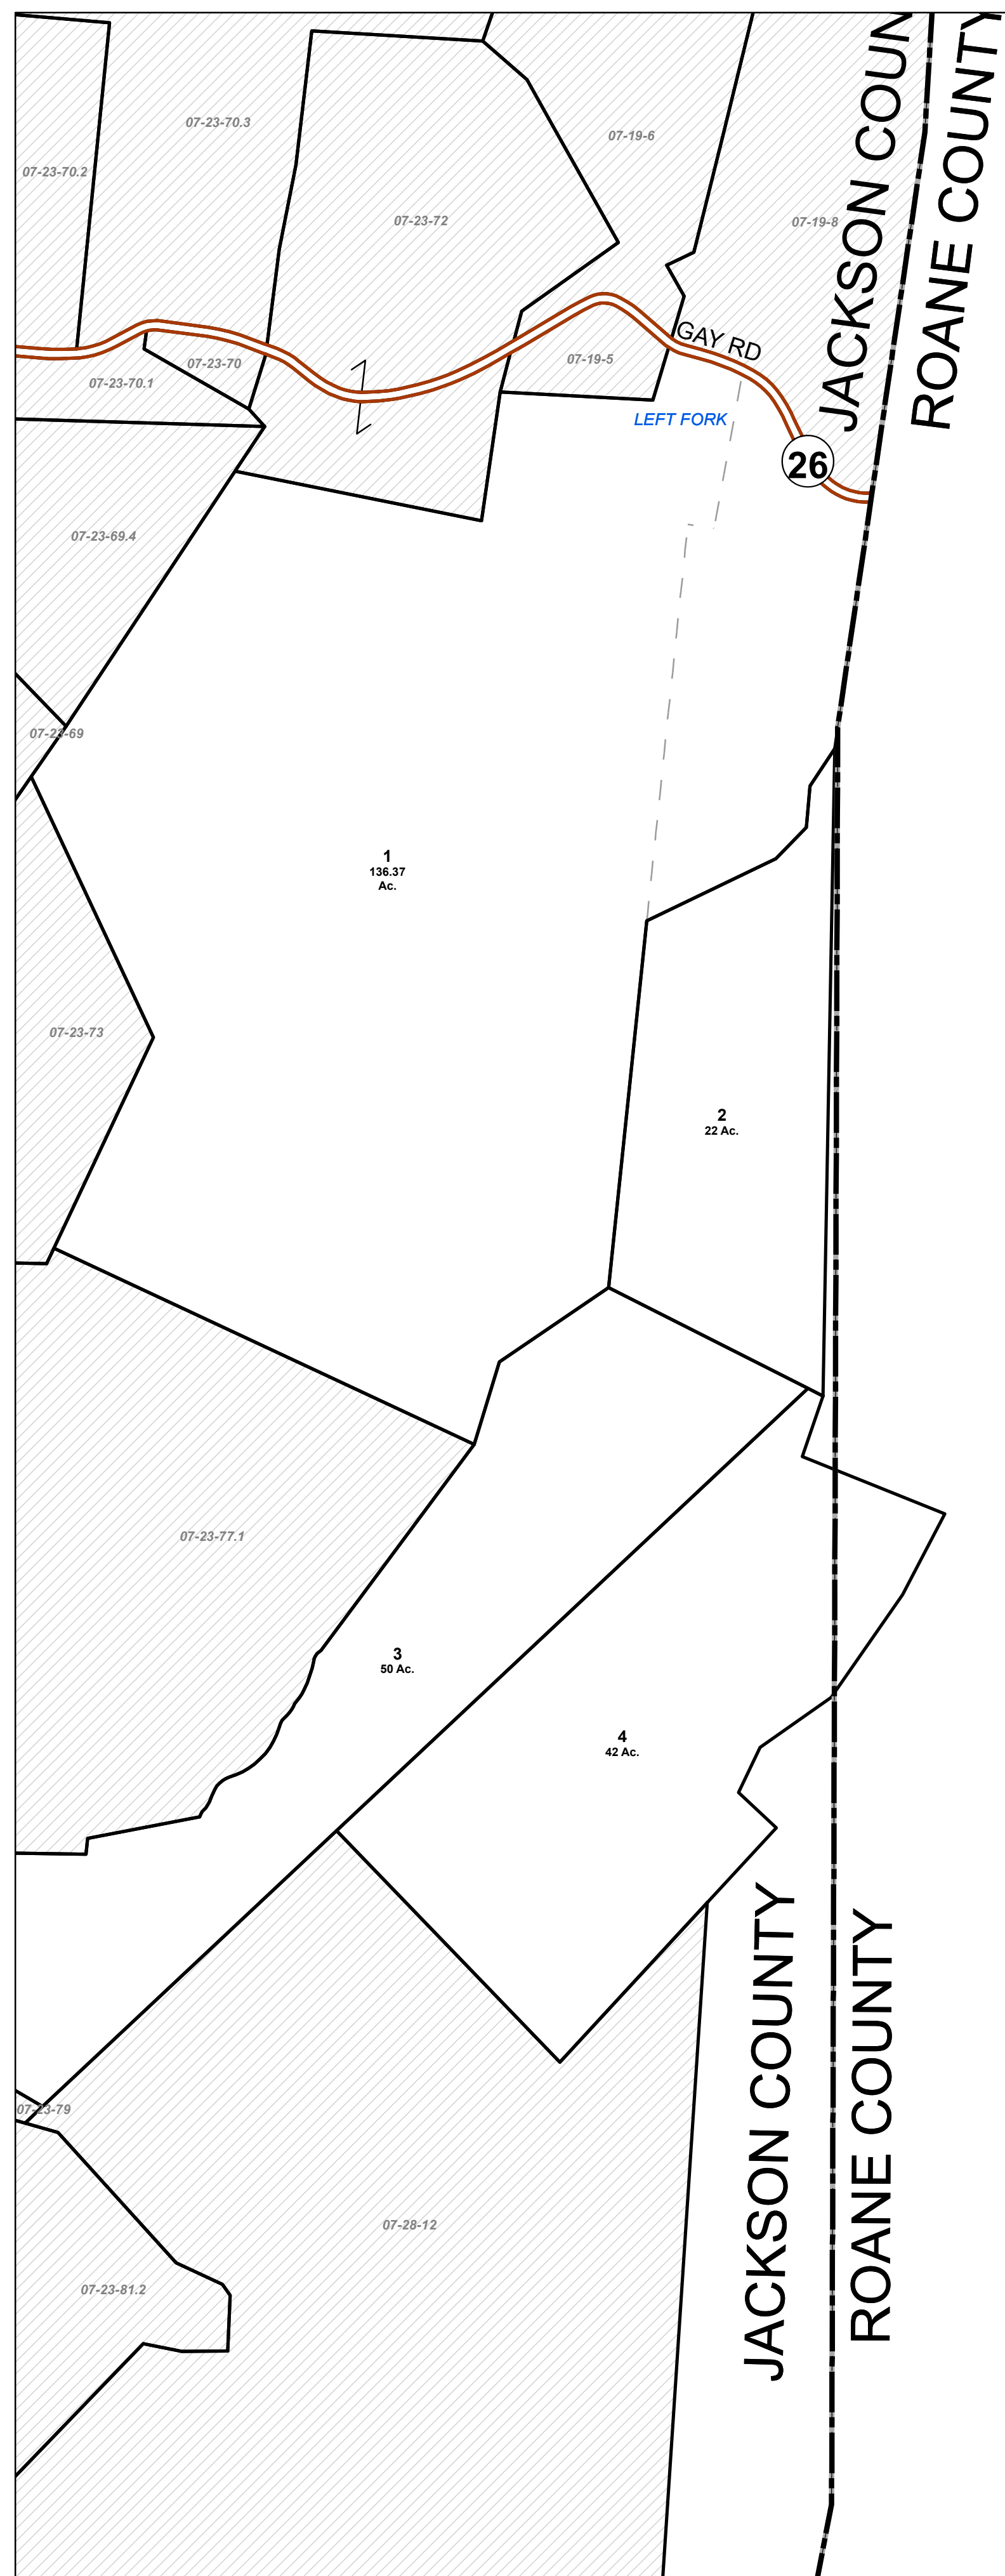 JACKSON COUN
ROANE COUNTY
07-23-70.3
07-19-6
07-23-70.2
07-23-72
07-19-8
GAY RD
07-19-5
07-23-70
07-23-70.1
LEFT FORK
26
07-23-69.4
07-23-69
1
136.37
Ac.
07-23-73
2
22 Ac.
07-23-77.1
3
50 Ac.
4
42 Ac.
JACKSON COUNTY
ROANE COUNTY
07-23-79
07-28-12
07-23-81.2